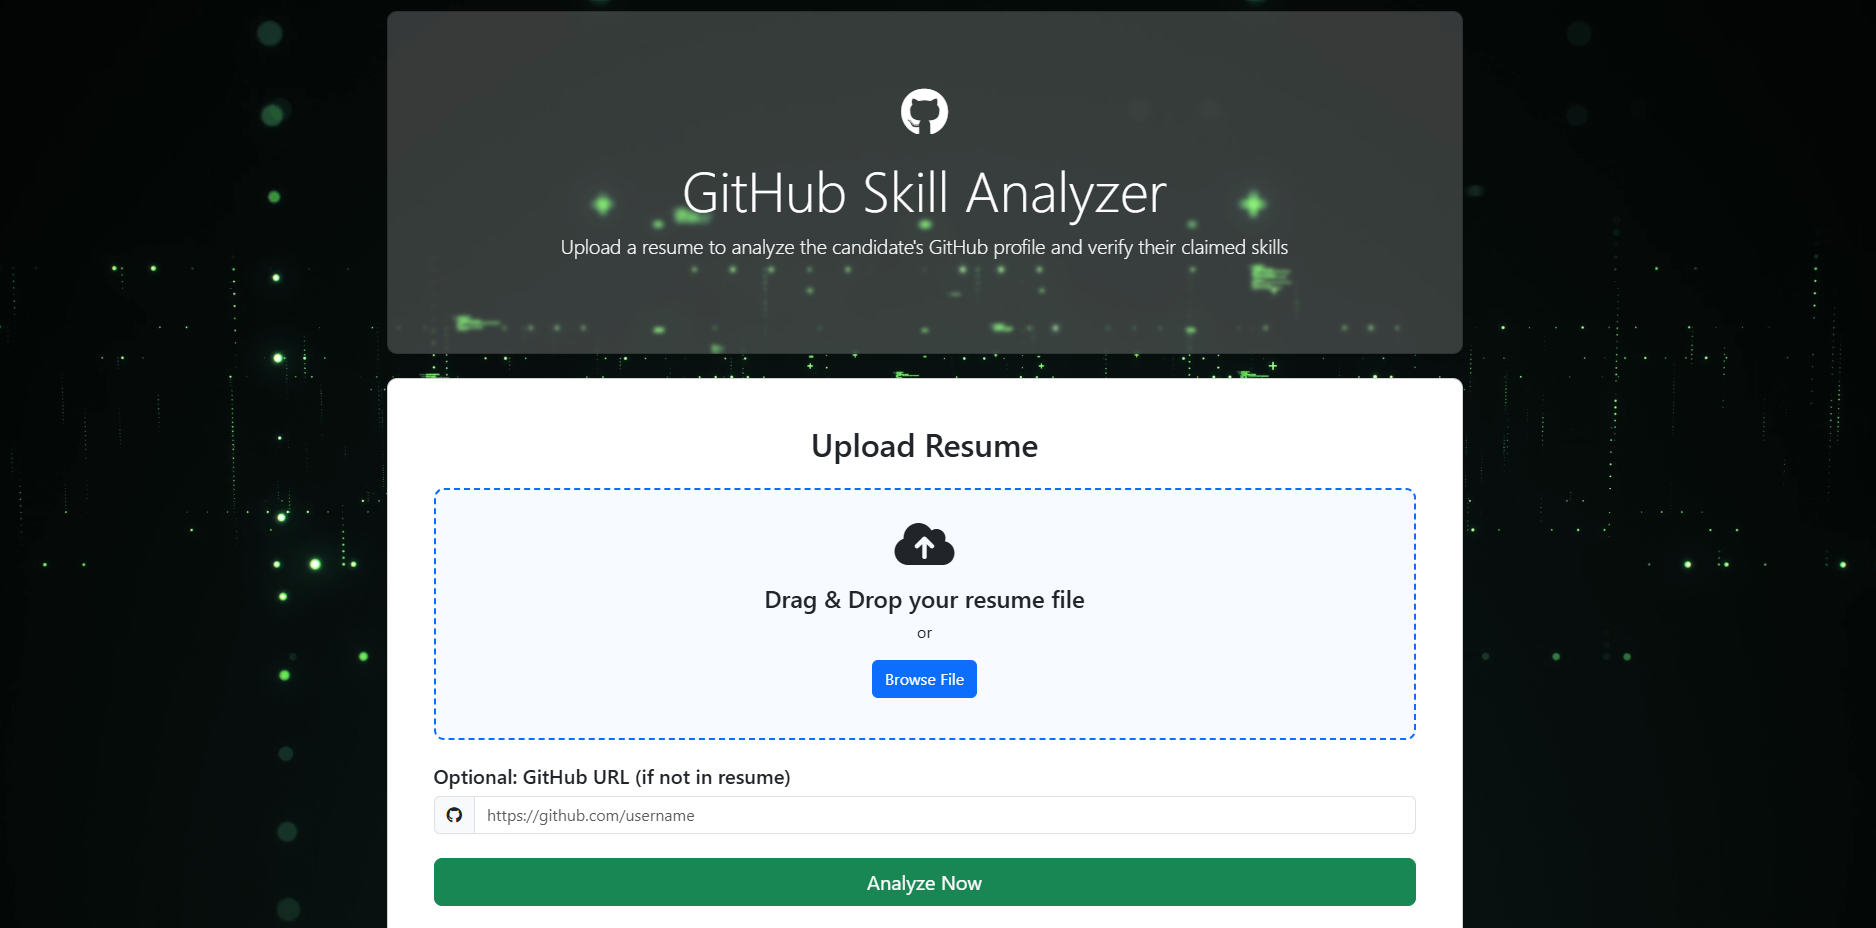 GitHub Skill Analyzer
Upload a resume to analyze the candidate's GitHub profile and verify their claimed skills
Upload Resume
Drag & Drop your resume file
or
Browse File
Optional: GitHub URL (if not in resume)
https://github.com/username
Analyze Now